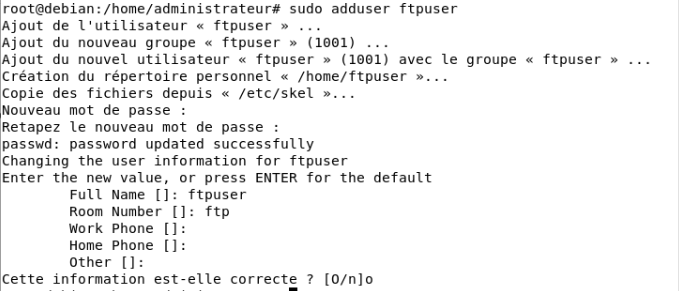 root@debian:/home/administrateur# sudo adduser ftpuser
Ajout de l'utilisateur « ftpuser » ...
Ajout du nouveau groupe « ftpuser » (1001) ...
Ajout du nouvel utilisateur « ftpuser » (1001) avec le groupe « ftpuser » ...
Création du répertoire personnel « /home/ftpuser »...
Copie des fichiers depuis « /etc/skel »...
Nouveau mot de passe :
Retapez le nouveau mot de passe :
passwd: password updated successfully
Changing the user information for ftpuser
Enter the new value, or press ENTER for the default
Full Name []: ftpuser
Room Number []: ftp
Work Phone []:
Home Phone []:
Other []:
Cette information est-elle correcte ? [O/n]o